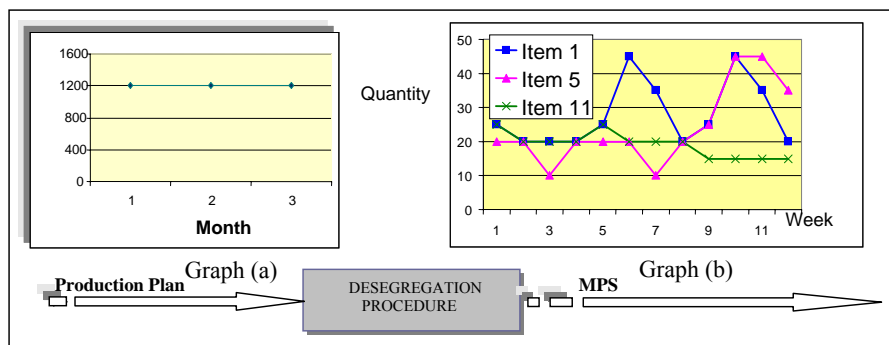 1600
1200
800
400
0
1 2 3
Month
Graph (a)
Quantity
50
40
30
20
10
0
Item 1
Item 5
Item 11
1 3 5 7 9 11
Week
Graph (b)
Production Plan
DESEGREGATION
PROCEDURE
MPS